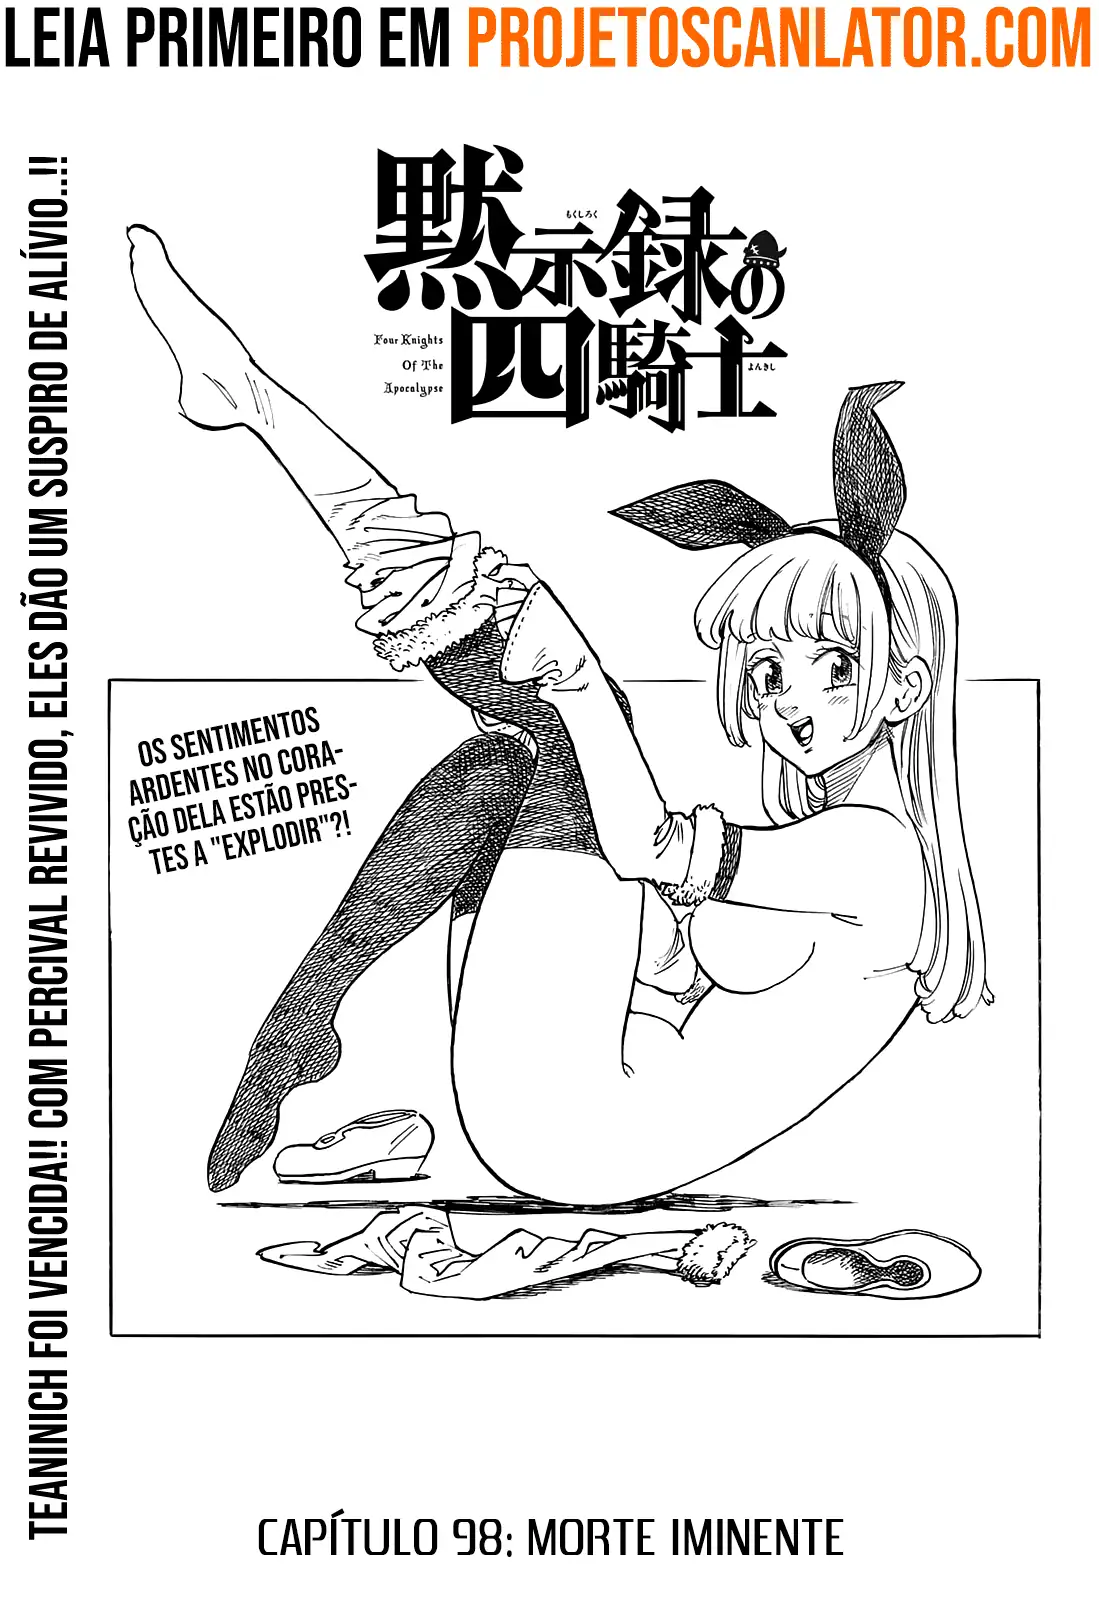 LEIA PRIMEIRO EM PROJETOSCANLATOR.COM
TEANINICH FOI VENCIDA!! COM PERCIVAL REVIVIDO, ELES DÃO UM SUSPIRO DE ALÍVIO..!!
もくしろく
黙示録の
Four Knights
Of The
Apocalypse
四騎士
よんきし
OS SENTIMENTOS
ARDENTES NO CORA-
ÇÃO DELA ESTÃO PRES-
TES A "EXPLODIR"?!
CAPÍTULO 98: MORTE IMINENTE